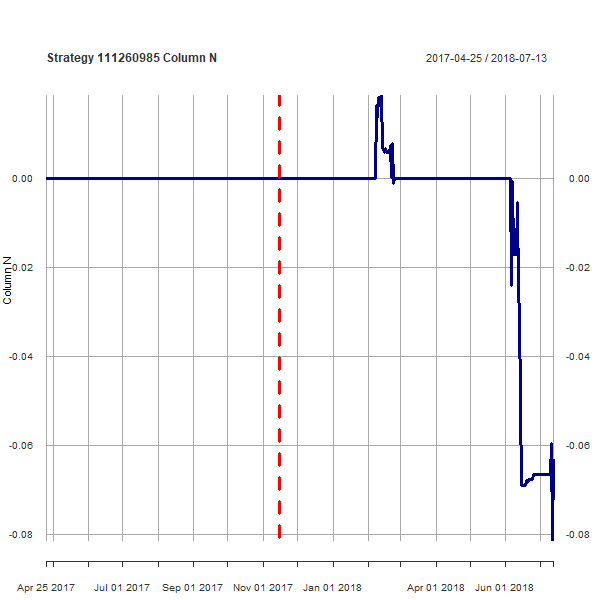 Strategy 111260985 Column N
2017-04-25 / 2018-07-13
0.00 0.00
-0.02 -0.02
Column N
-0.04 -0.04
-0.06 -0.06
-0.08 -0.08
Apr 25 2017 Jul 01 2017 Sep 01 2017 Nov 01 2017 Jan 01 2018 Apr 01 2018 Jun 01 2018